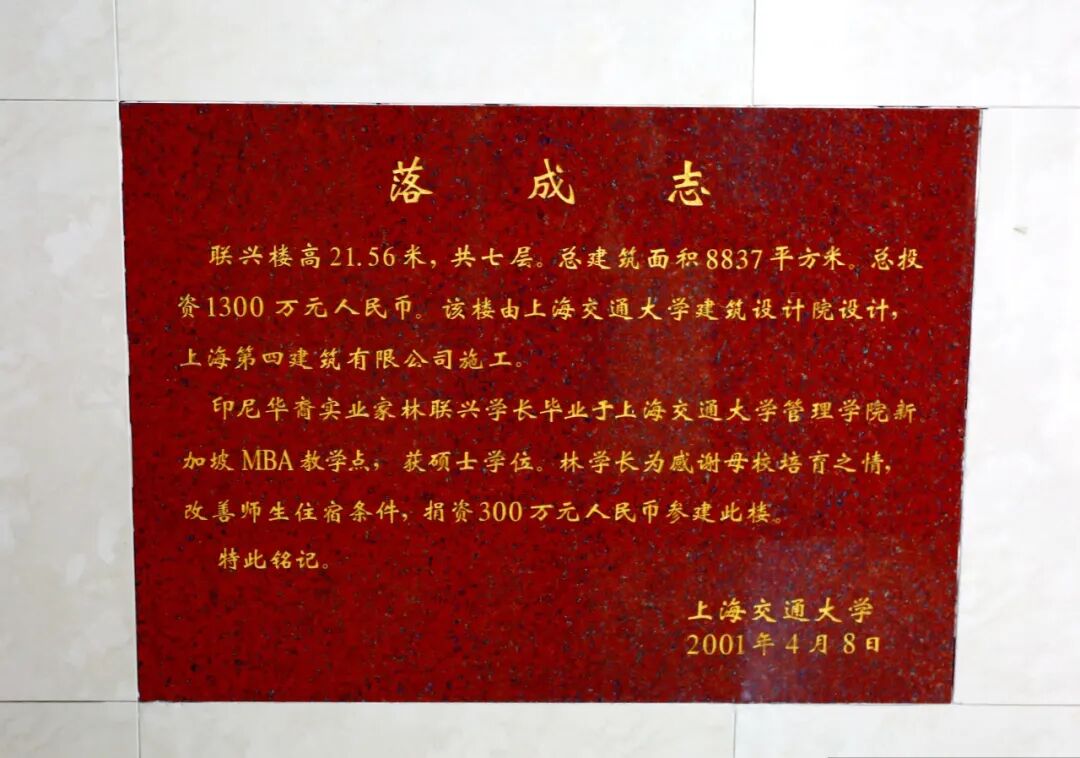 落成志
联兴楼高21.56米，共七层。总建筑面积8837平方米。总投
资1300万元人民币。该楼由上海交通大学建筑设计院设计，
上海第四建筑有限公司施工。
印尼华裔实业家林联兴学长毕业于上海交通大学管理学院新
加坡MBA教学点，获硕士学位。林学长为感谢母校培育之情，
改善师生住宿条件，捐资300万元人民币参建此楼。
特此铭记。
上海交通大学
2001年4月8日